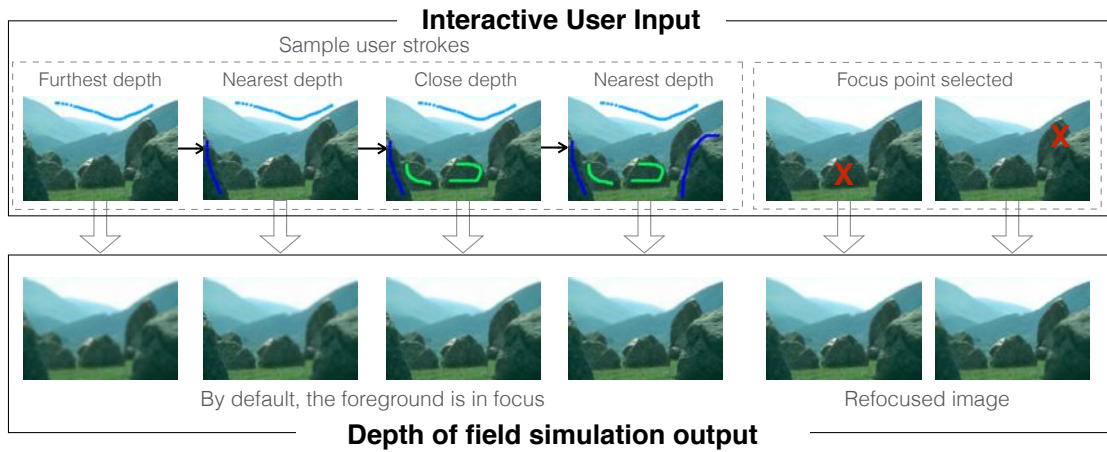 Interactive User Input
Sample user strokes
Furthest depth
Nearest depth
Close depth
Nearest depth
Focus point selected
X
X
By default, the foreground is in focus
Refocused image
Depth of field simulation output